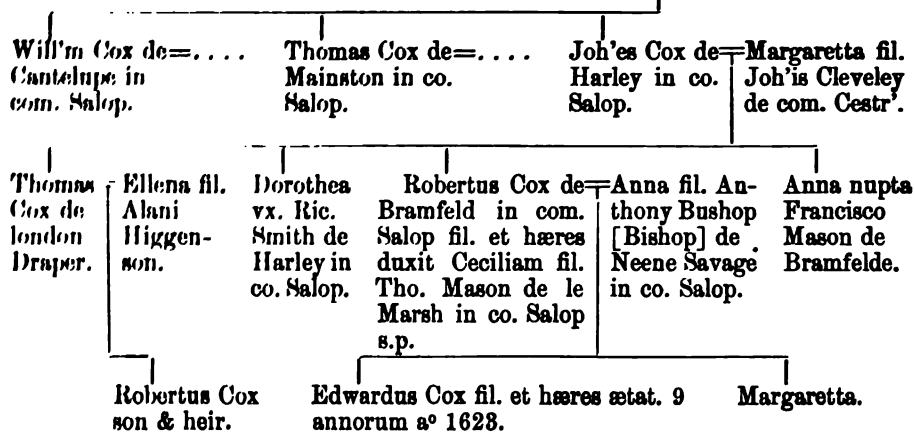 Will'm Cox de=....
Cantelupe in
com. Salop.
Thomas Cox de=....
Mainston in co.
Salop.
Joh'es Cox de=Margaretta fil.
Harley in co. Joh'is Cleveley
Salop. de com. Cestr'.
Thomas
Cox de
london
Draper.
Ellena fil.
Alani
Higgen-
son.
Dorothea
vx. Ric.
Smith de
Harley in
co. Salop.
Robertus Cox de=
Bramfeld in com.
Salop fil. et hæres
duxit Ceciliam fil.
Tho. Mason de le
Marsh in co. Salop
s.p.
Anna fil. An-
thony Bushop
[Bishop] de
Neene Savage
in co. Salop.
Anna nupta
Francisco
Mason de
Bramfelde.
Robertus Cox
son & heir.
Edwardus Cox fil. et hæres ætat. 9
annorum aº 1623.
Margaretta.